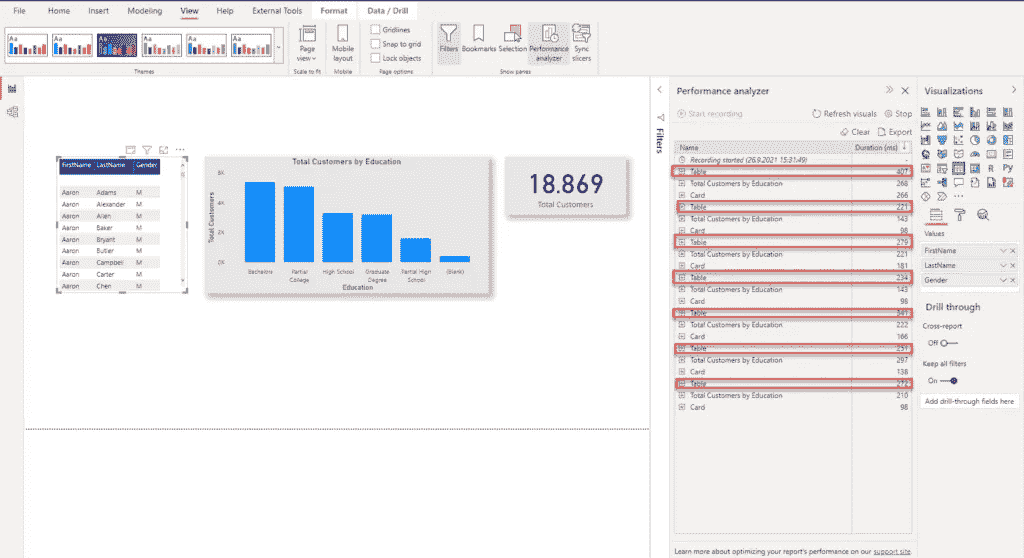 File Home Insert Modeling View Help External Tools Format Data / Drill
Aa Aa Aa Aa Aa Aa
Page view
Mobile layout
Gridlines
Snap to grid
Lock objects
Filters
Bookmarks
Selection
Performance analyzer
Sync slicers
Themes
Scale to fit
Mobile
Page options
Show panes
FirstName LastName Gender
Aaron Adams M
Aaron Alexander M
Aaron Allen M
Aaron Baker M
Aaron Bryant M
Aaron Butler M
Aaron Campbell M
Aaron Carter M
Aaron Chen M
Total Customers by Education
Total Customers
6K
4K
2K
0K
Bachelors
Partial College
High School
Graduate Degree
Partial High School
(Blank)
Education
18.869
Total Customers
Filters
Performance analyzer
Start recording Refresh visuals Stop
Clear Export
Name Duration (ms)
Recording started (26.9.2021 15:31:49) -
Table 407
Total Customers by Education 268
Card 266
Table 221
Total Customers by Education 143
Card 98
Table 279
Total Customers by Education 221
Card 181
Table 234
Total Customers by Education 143
Card 98
Table 341
Total Customers by Education 222
Card 166
Table 251
Total Customers by Education 297
Card 138
Table 272
Total Customers by Education 210
Card 98
Learn more about optimizing your report's performance on our support site.
Visualizations
R Py
Values
FirstName
LastName
Gender
Drill through
Cross-report
Off
Keep all filters
On
Add drill-through fields here